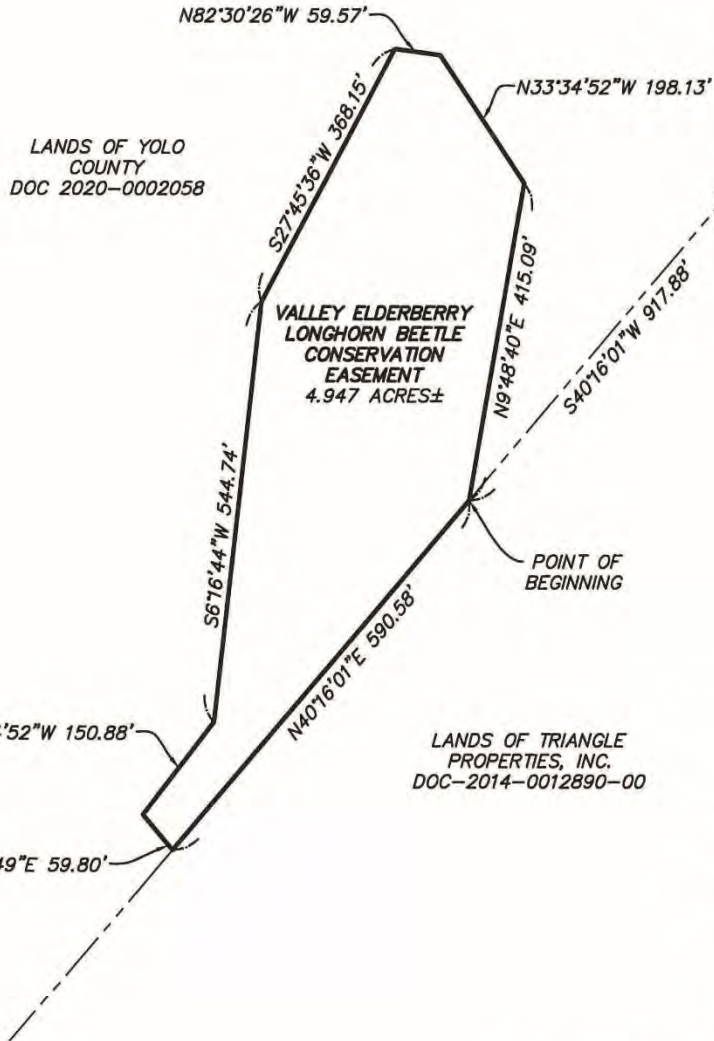 N82°30'26"W 59.57'
N33°34'52"W 198.13'
S27°45'36"W 368.15'
LANDS OF YOLO
COUNTY
DOC 2020-0002058
VALLEY ELDERBERRY
LONGHORN BEETLE
CONSERVATION
EASEMENT
4.947 ACRES±
N9°48'40"E 415.09'
S40°16'01"W 917.88'
S6°16'44"W 544.74'
POINT OF
BEGINNING
N40°16'01"E 590.58'
'52"W 150.88'
LANDS OF TRIANGLE
PROPERTIES, INC.
DOC-2014-0012890-00
49"E 59.80'